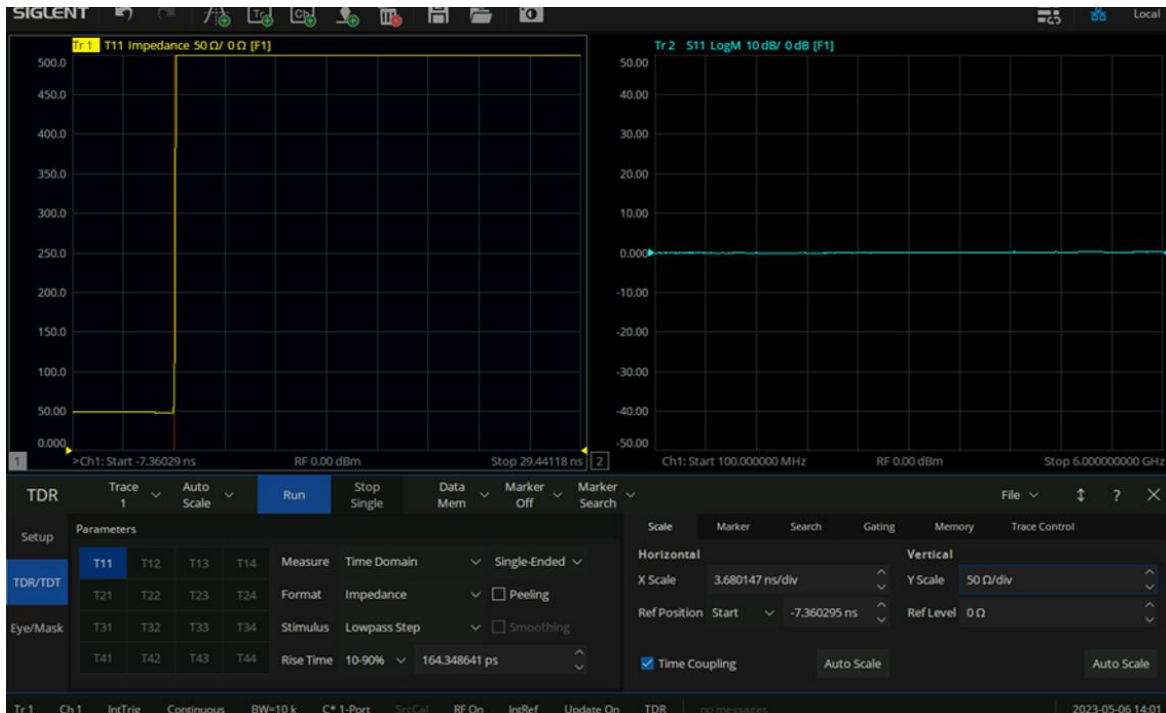 SIGLENT Tr Ch Local
Tr 1 T11 Impedance 50 Ω/ 0 Ω [F1]
500.0
450.0
400.0
350.0
300.0
250.0
200.0
150.0
100.0
50.00
0.000
1 >Ch1: Start -7.36029 ns RF 0.00 dBm Stop 29.44118 ns
Tr 2 S11 LogM 10 dB/ 0 dB [F1]
50.00
40.00
30.00
20.00
10.00
0.000
-10.00
-20.00
-30.00
-40.00
-50.00
2 Ch1: Start 100.000000 MHz RF 0.00 dBm Stop 6.000000000 GHz
TDR Trace 1 Auto Scale Run Stop Single Data Mem Marker Off Marker Search File ?
Setup
TDR/TDT
Eye/Mask
Parameters
T11 T12 T13 T14
T21 T22 T23 T24
T31 T32 T33 T34
T41 T42 T43 T44
Measure Time Domain Single-Ended
Format Impedance Peeling
Stimulus Lowpass Step Smoothing
Rise Time 10-90% 164.348641 ps
Scale Marker Search Gating Memory Trace Control
Horizontal Vertical
X Scale 3.680147 ns/div Y Scale 50 Ω/div
Ref Position Start -7.360295 ns Ref Level 0 Ω
Time Coupling Auto Scale Auto Scale
Tr 1 Ch 1 IntTrig Continuous BW=10 k C* 1-Port SrcCal RF On IntRef Update On TDR no messages 2023-05-06 14:01